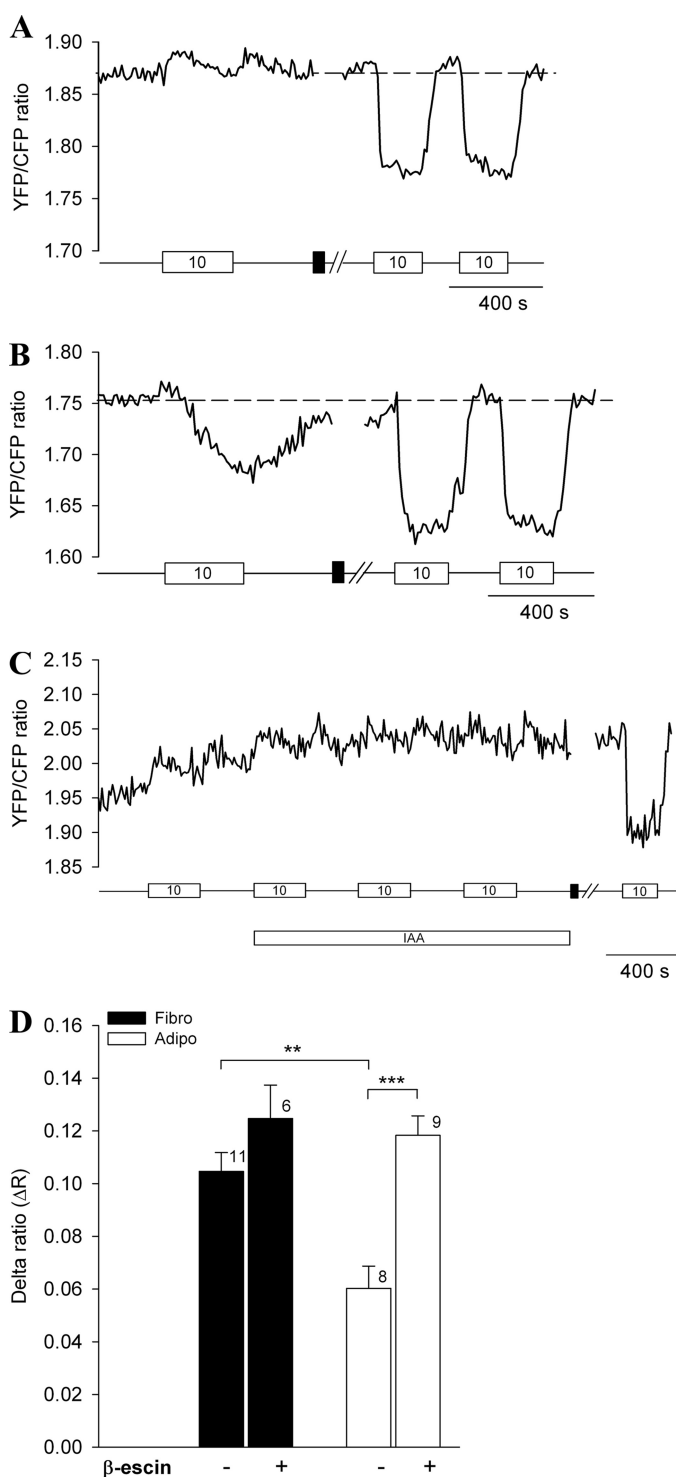 A
YFP/CFP ratio
1.90
1.85
1.80
1.75
1.70
10 10 10
400 s
B
YFP/CFP ratio
1.80
1.75
1.70
1.65
1.60
10 10 10
400 s
C
YFP/CFP ratio
2.15
2.10
2.05
2.00
1.95
1.90
1.85
10 10 10 10 10
IAA
400 s
D
Fibro
Adipo
Delta ratio (ΔR)
0.16
0.14
0.12
0.10
0.08
0.06
0.04
0.02
0.00
** ***
11 6 8 9
β-escin - + - +